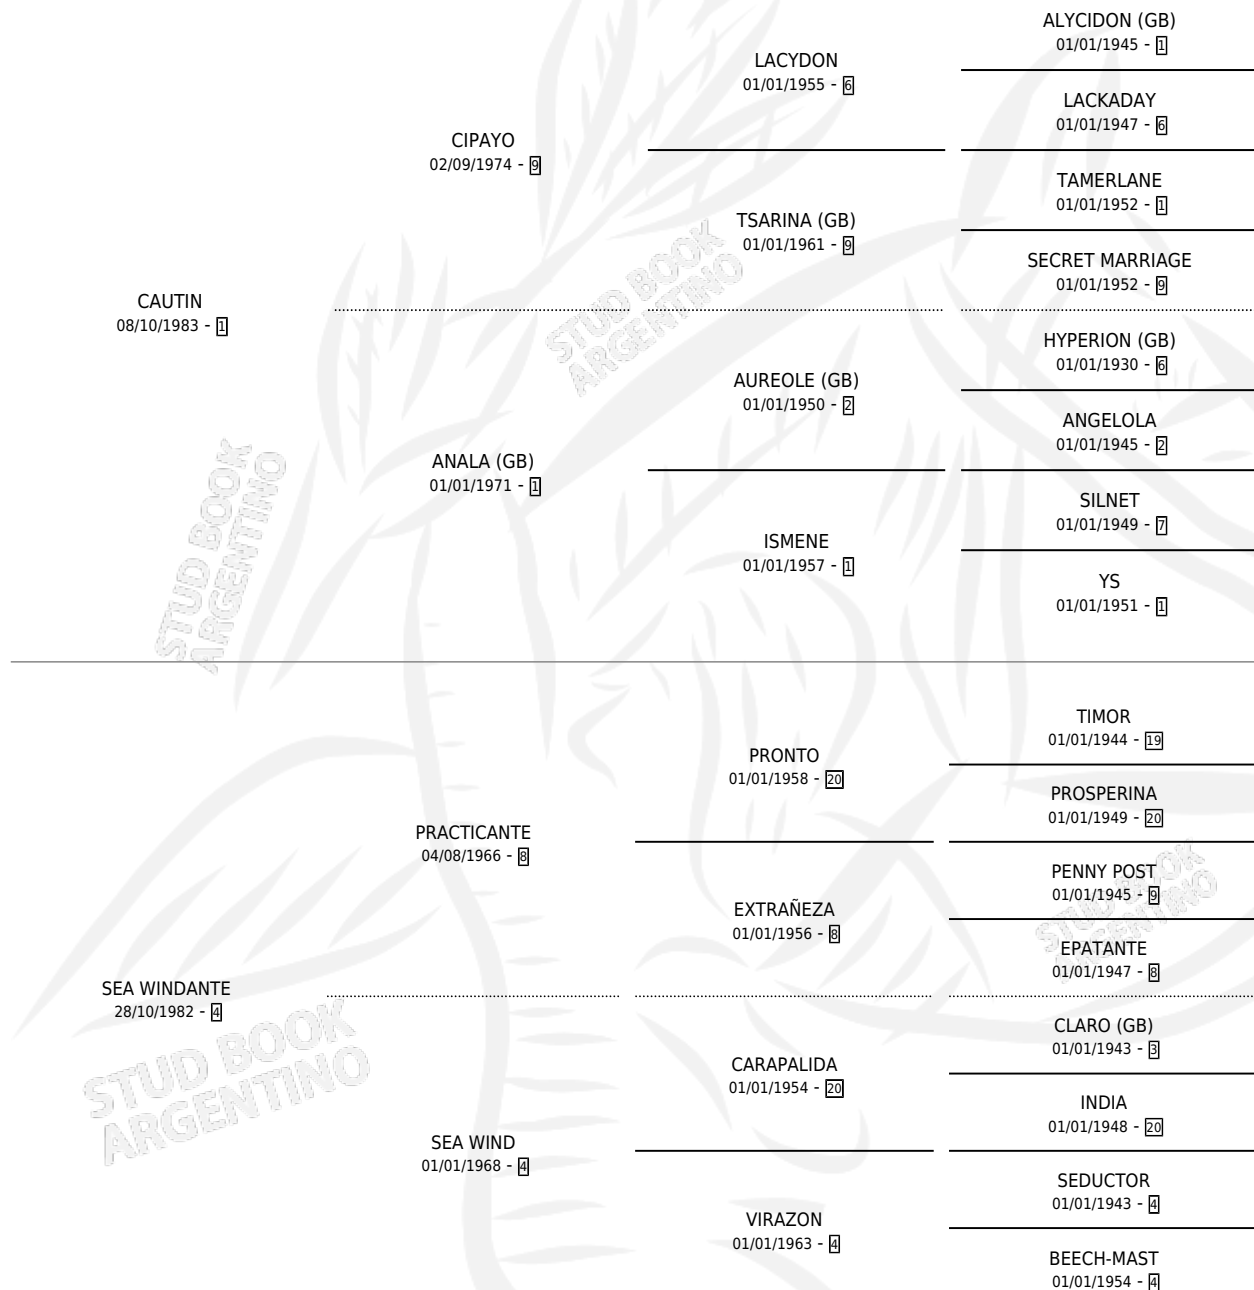 ALYCIDON (GB)
01/01/1945 - 1
LACYDON
01/01/1955 - 6
LACKADAY
01/01/1947 - 6
CIPAYO
02/09/1974 - 9
TAMERLANE
01/01/1952 - 1
TSARINA (GB)
01/01/1961 - 9
SECRET MARRIAGE
01/01/1952 - 9
CAUTIN
08/10/1983 - 1
HYPERION (GB)
01/01/1930 - 6
AUREOLE (GB)
01/01/1950 - 2
ANGELOLA
01/01/1945 - 2
ANALA (GB)
01/01/1971 - 1
SILNET
01/01/1949 - 7
ISMENE
01/01/1957 - 1
YS
01/01/1951 - 1
TIMOR
01/01/1944 - 19
PRONTO
01/01/1958 - 20
PROSPERINA
01/01/1949 - 20
PRACTICANTE
04/08/1966 - 8
PENNY POST
01/01/1945 - 9
EXTRAÑEZA
01/01/1956 - 8
EPATANTE
01/01/1947 - 8
SEA WINDANTE
28/10/1982 - 4
CLARO (GB)
01/01/1943 - 3
CARAPALIDA
01/01/1954 - 20
INDIA
01/01/1948 - 20
SEA WIND
01/01/1968 - 4
SEDUCTOR
01/01/1943 - 4
VIRAZON
01/01/1963 - 4
BEECH-MAST
01/01/1954 - 4
STUD BOOK
ARGENTINO
STUD BOOK
ARGENTINO
STUD BOOK
ARGENTINO
STUD BOOK
ARGENTINO